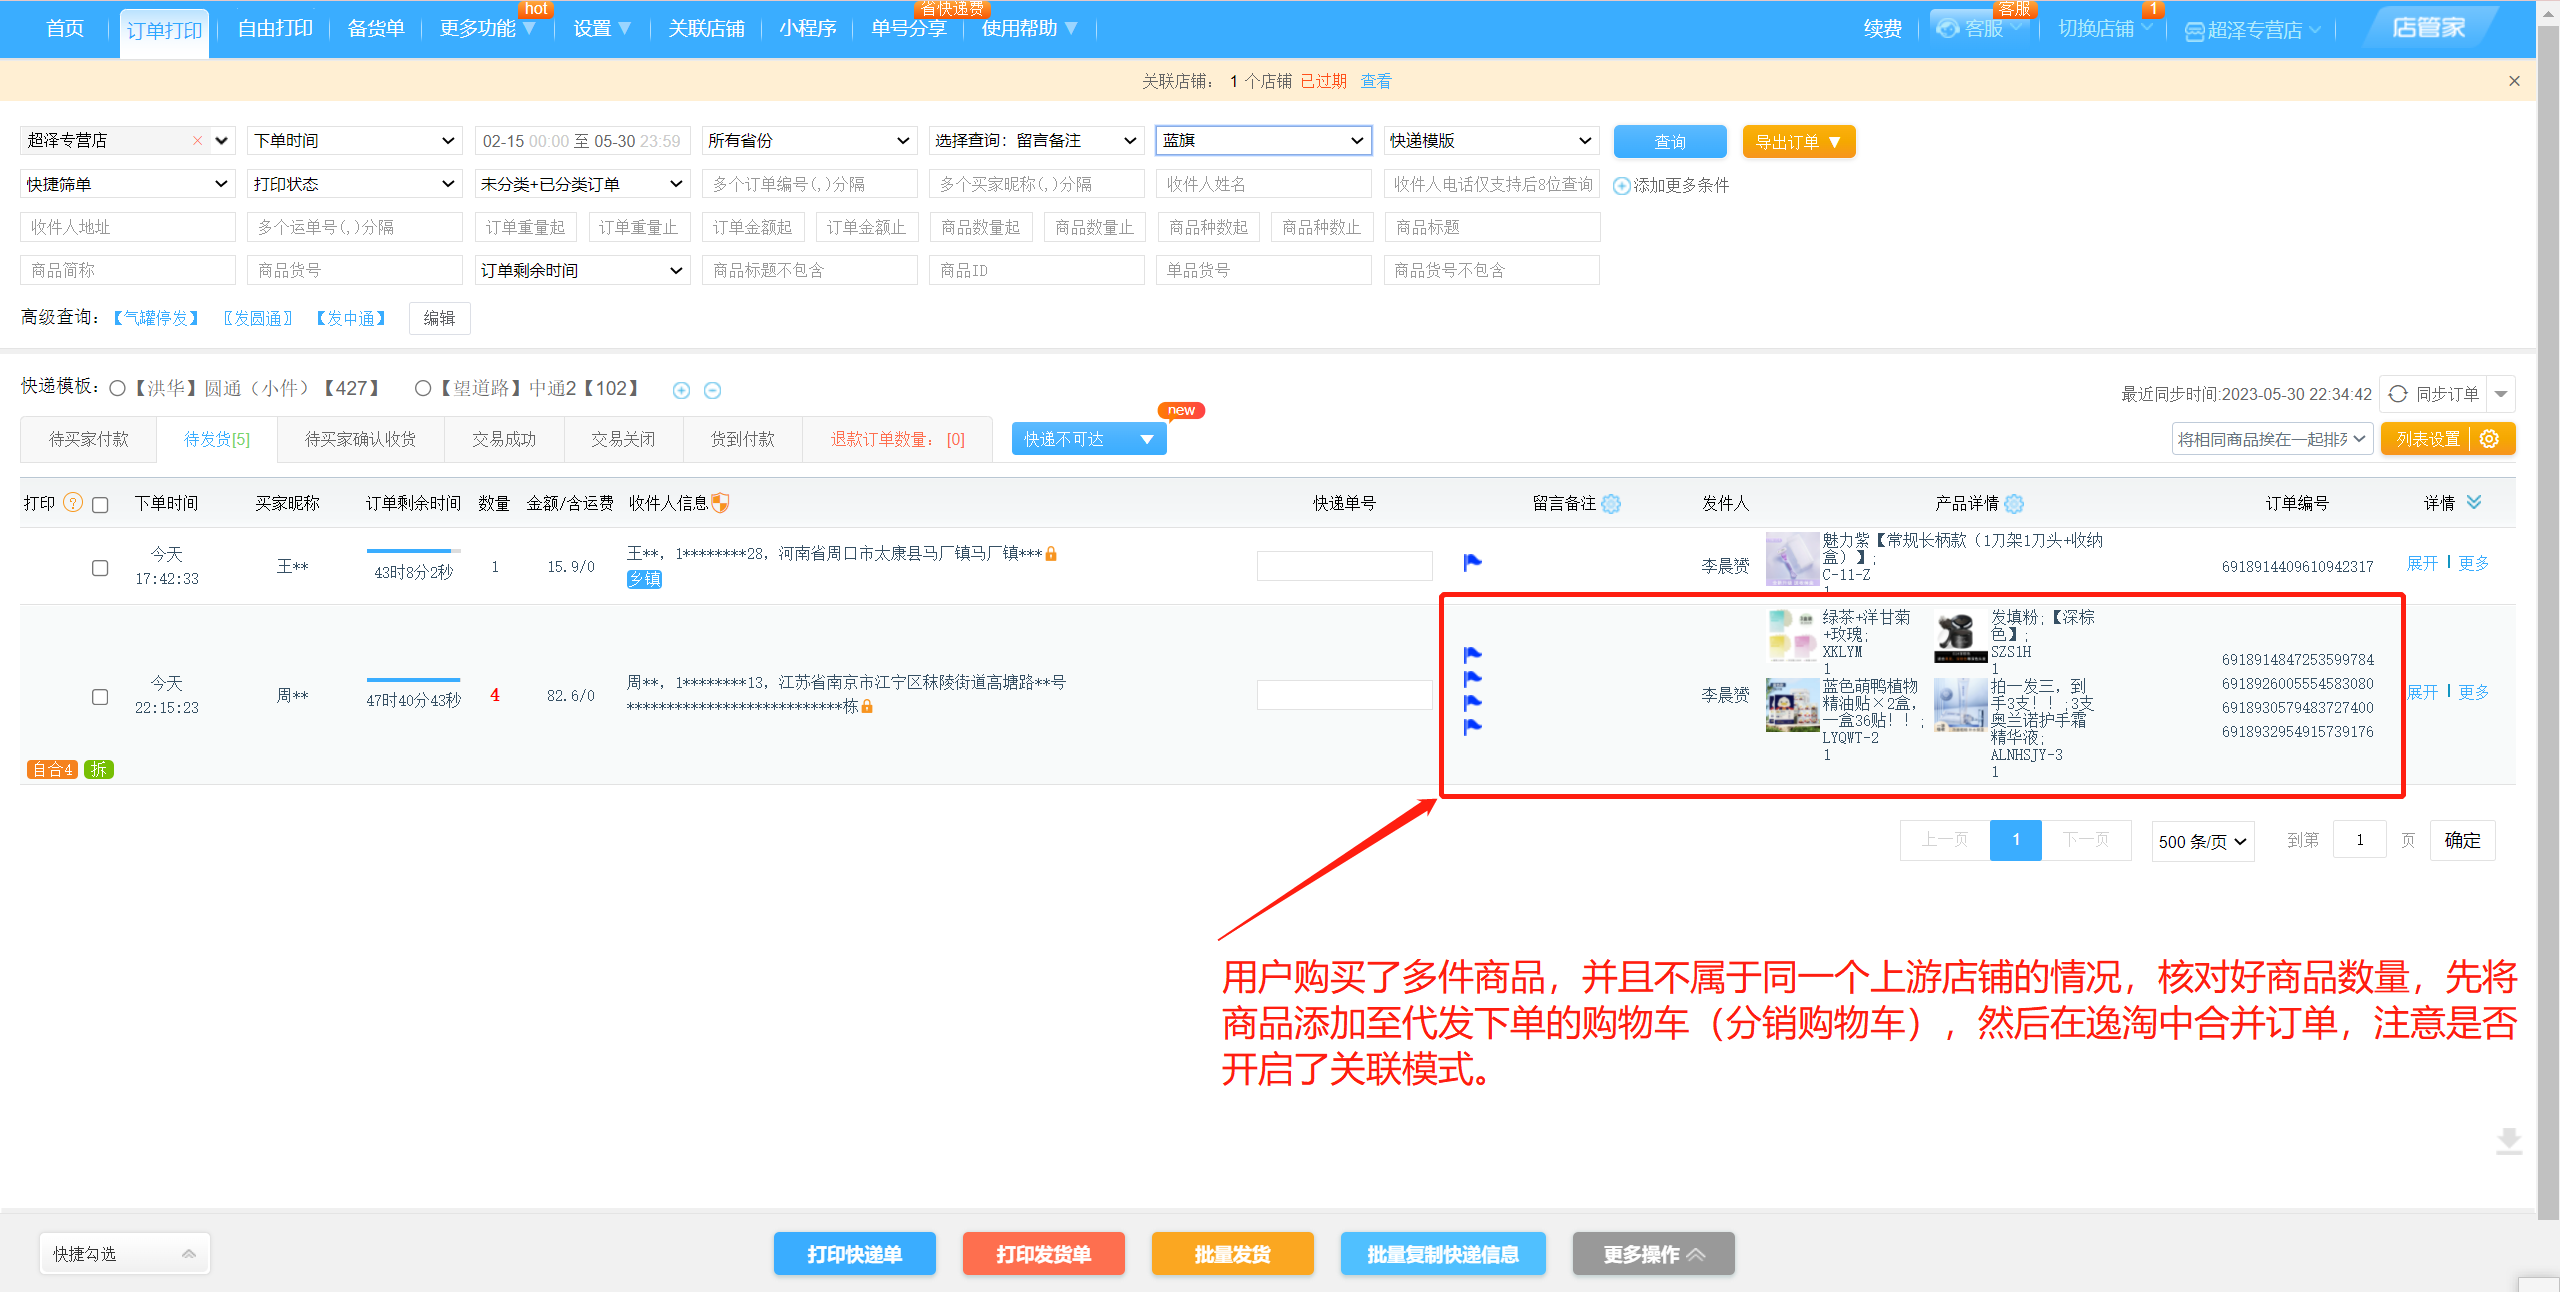 首页 订单打印 自由打印 备货单 更多功能 hot 设置 关联店铺 小程序 单号分享 省快递费 使用帮助 续费 客服 客服 切换店铺 1 超泽专营店 店管家
关联店铺： 1 个店铺 已过期 查看 ×
超泽专营店 × 下单时间 02-15 00:00 至 05-30 23:59 所有省份 选择查询：留言备注 蓝旗 快递模版 查询 导出订单
快捷筛单 打印状态 未分类+已分类订单 多个订单编号(,)分隔 多个买家昵称(,)分隔 收件人姓名 收件人电话仅支持后8位查询 添加更多条件
收件人地址 多个运单号(,)分隔 订单重量起 订单重量止 订单金额起 订单金额止 商品数量起 商品数量止 商品种数起 商品种数止 商品标题
商品简称 商品货号 订单剩余时间 商品标题不包含 商品ID 单品货号 商品货号不包含
高级查询： 【气罐停发】 〖发圆通〗 【发中通】 编辑
快递模板： 【洪华】圆通（小件）【427】 【望道路】中通2【102】
最近同步时间:2023-05-30 22:34:42 同步订单
待买家付款 待发货[5] 待买家确认收货 交易成功 交易关闭 货到付款 退款订单数量： [0] 快递不可达 new 将相同商品挨在一起排列 列表设置
打印 ? 下单时间 买家昵称 订单剩余时间 数量 金额/含运费 收件人信息 快递单号 留言备注 发件人 产品详情 订单编号 详情
今天
17:42:33
王**
43时8分2秒
1
15.9/0
王**, 1********28, 河南省周口市太康县马厂镇马厂镇***
乡镇
李晨赟
魅力紫【常规长柄款（1刀架1刀头+收纳
盒）】;
C-11-Z
1
6918914409610942317
展开 更多
今天
22:15:23
周**
47时40分43秒
4
82.6/0
周**, 1********13, 江苏省南京市江宁区秣陵街道高塘路**号
***************************栋
李晨赟
绿茶+洋甘菊
+玫瑰;
XKLYM
1
发填粉;【深棕
色】;
SZS1H
1
蓝色萌鸭植物
精油贴×2盒，
一盒36贴！！;
LYQWT-2
1
拍一发三，到
手3支！！;3支
奥兰诺护手霜
精华液;
ALNHSJY-3
1
6918914847253599784
6918926005554583080
6918930579483727400
6918932954915739176
展开 更多
自合4 拆
上一页 1 下一页 500 条/页 到第 1 页 确定
用户购买了多件商品，并且不属于同一个上游店铺的情况，核对好商品数量，先将
商品添加至代发下单的购物车（分销购物车），然后在逸淘中合并订单，注意是否
开启了关联模式。
快捷勾选 打印快递单 打印发货单 批量发货 批量复制快递信息 更多操作